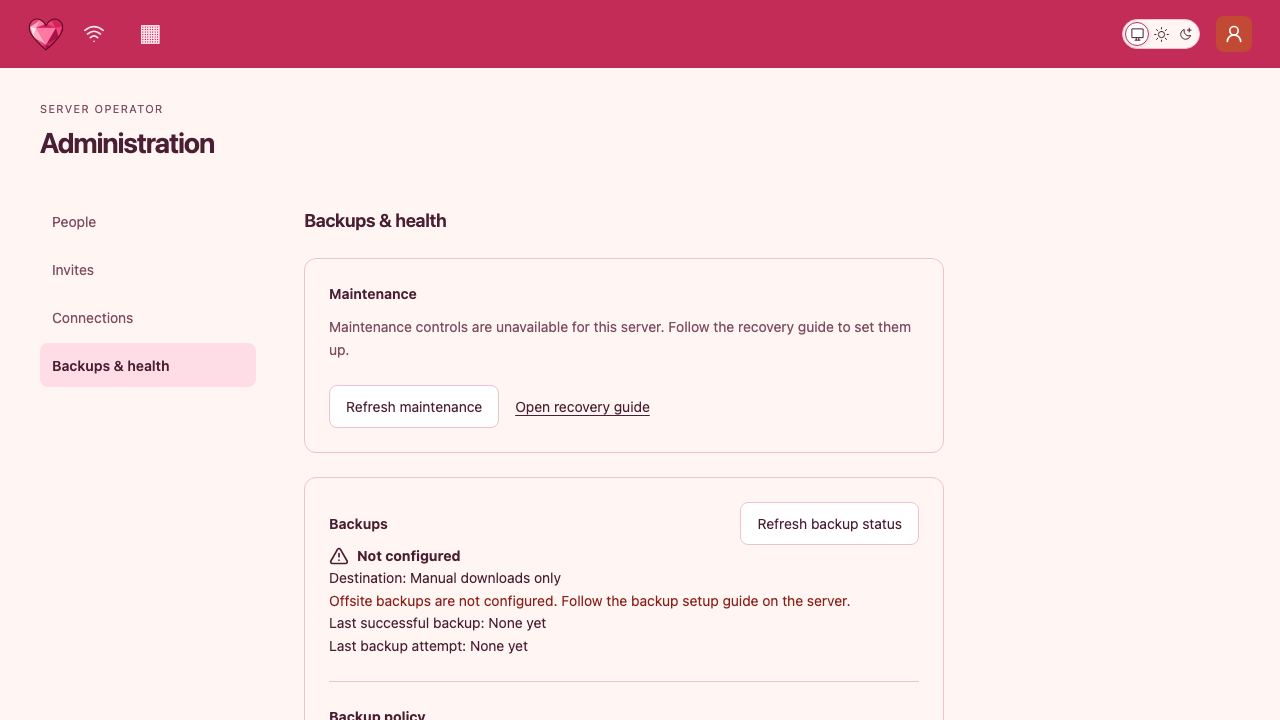 SERVER OPERATOR
Administration
People
Invites
Connections
Backups & health
Backups & health
Maintenance
Maintenance controls are unavailable for this server. Follow the recovery guide to set them
up.
Refresh maintenance
Open recovery guide
Backups
Refresh backup status
Not configured
Destination: Manual downloads only
Offsite backups are not configured. Follow the backup setup guide on the server.
Last successful backup: None yet
Last backup attempt: None yet
Backup policy